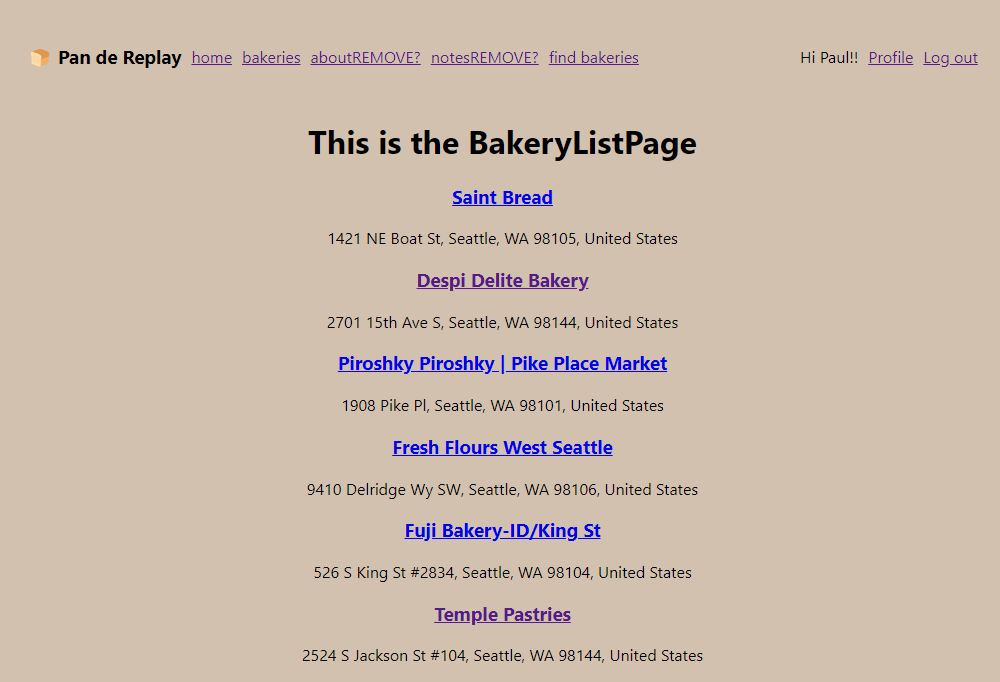 Pan de Replay home bakeries aboutREMOVE? notesREMOVE? find bakeries Hi Paul!! Profile Log out
This is the BakeryListPage
Saint Bread
1421 NE Boat St, Seattle, WA 98105, United States
Despi Delite Bakery
2701 15th Ave S, Seattle, WA 98144, United States
Piroshky Piroshky | Pike Place Market
1908 Pike Pl, Seattle, WA 98101, United States
Fresh Flours West Seattle
9410 Delridge Wy SW, Seattle, WA 98106, United States
Fuji Bakery-ID/King St
526 S King St #2834, Seattle, WA 98104, United States
Temple Pastries
2524 S Jackson St #104, Seattle, WA 98144, United States